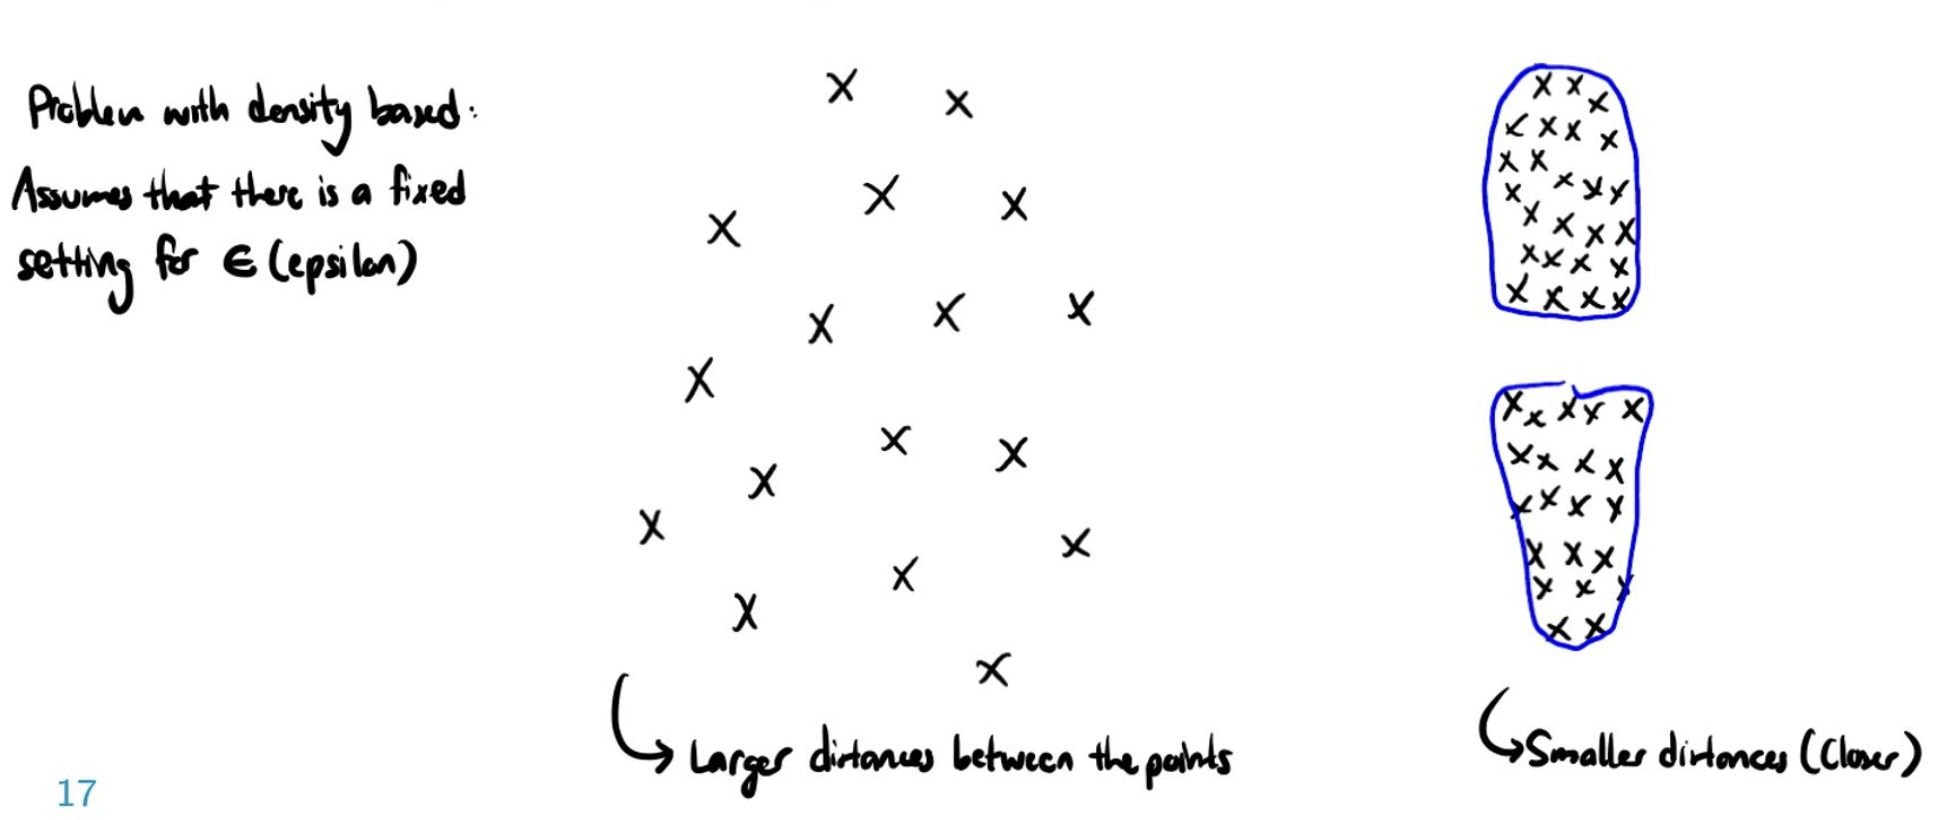 Problem with density based:
Assumes that there is a fixed
setting for ϵ (epsilon)
Larger distances between the points
Smaller distances (Closer)
17